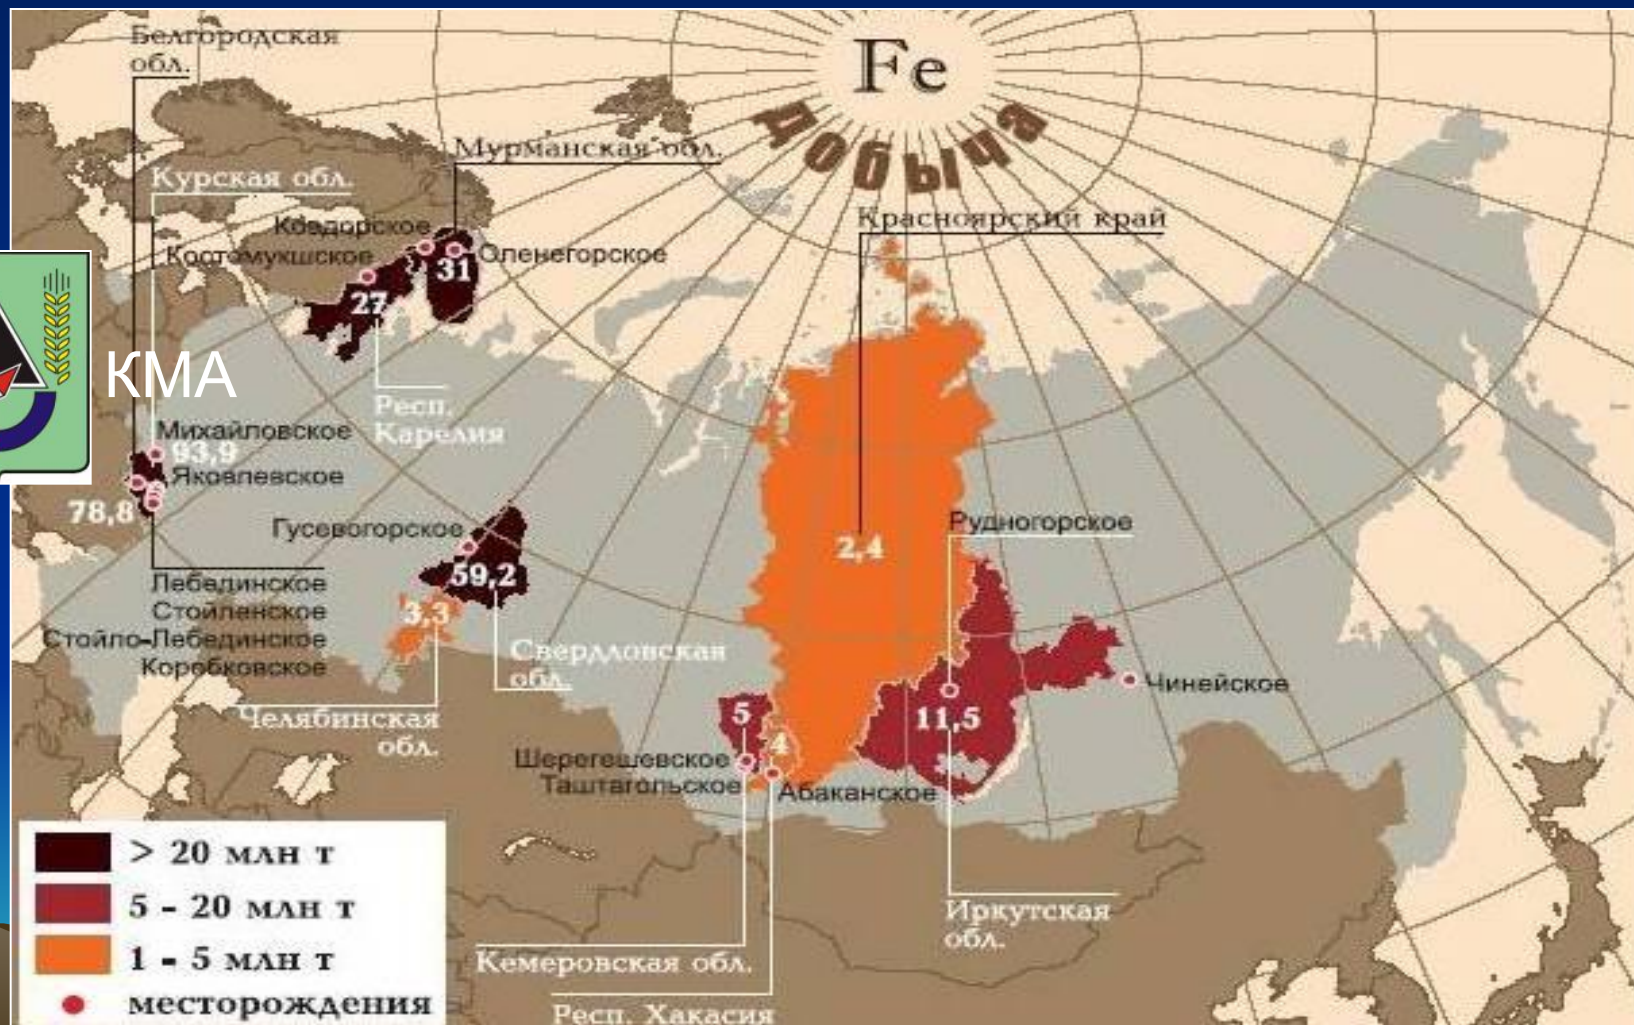 Fe
добыча
Белгородская
обл.
Мурманская обл.
Курская обл.
Красноярский край
Ковдорское
Костомукшское
Оленегорское
31
27
КМА
Респ.
Карелия
Михайловское
93,9
Яковлевское
78,8
Гусевогорское
Рудногорское
2,4
59,2
Лебединское
Стойленское
Стойло-Лебединское
Коробковское
3,3
Свердловская
обл.
Чинейское
Челябинская
обл.
5
4
11,5
Шерегешевское
Таштагольское
Абаканское
> 20 млн т
5 - 20 млн т
1 - 5 млн т
месторождения
Иркутская
обл.
Кемеровская обл.
Респ. Хакасия